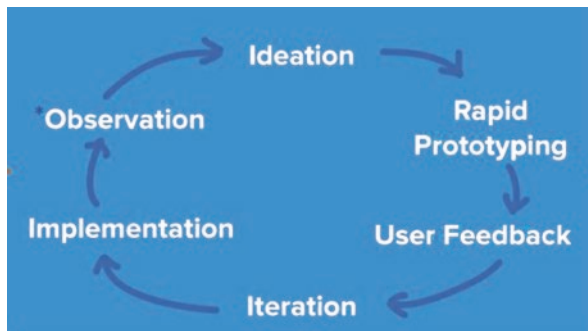 Ideation
Rapid
Prototyping
User Feedback
Iteration
Implementation
Observation